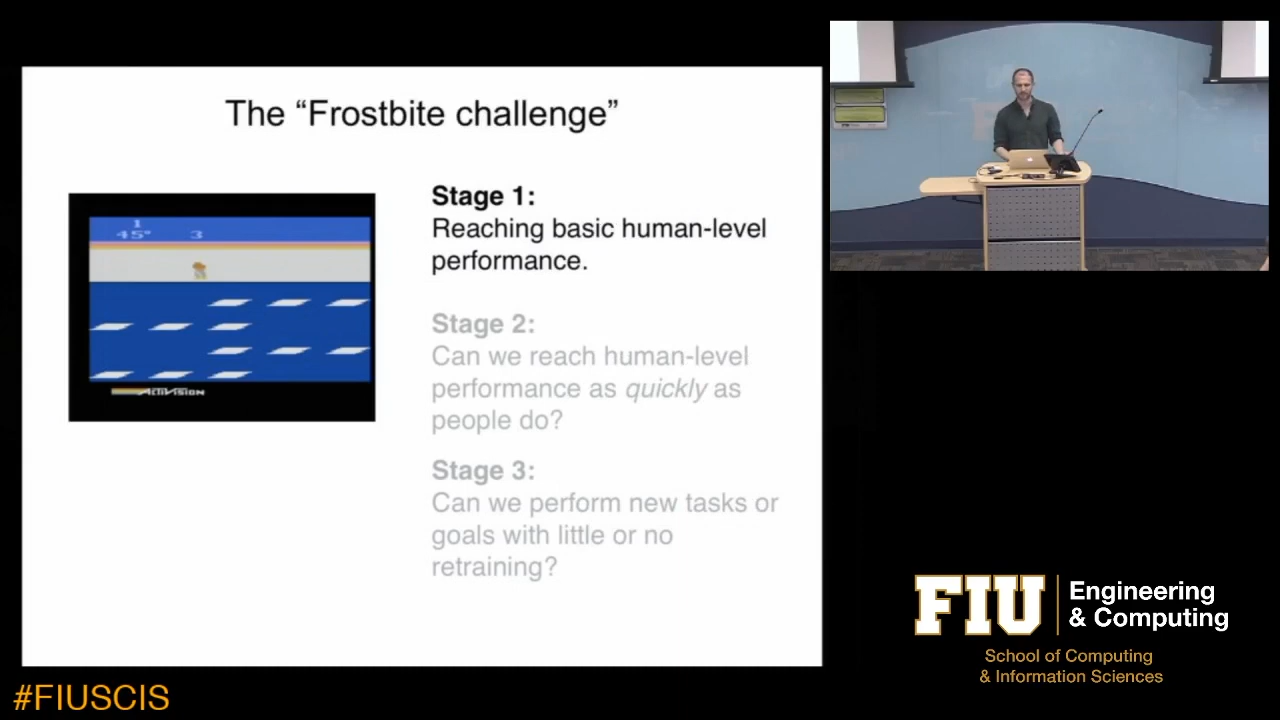 The “Frostbite challenge”
1
45° 3
ACTIVISION
Stage 1:
Reaching basic human-level
performance.
Stage 2:
Can we reach human-level
performance as quickly as
people do?
Stage 3:
Can we perform new tasks or
goals with little or no
retraining?
FIU
Engineering
& Computing
School of Computing
& Information Sciences
#FIUSCIS